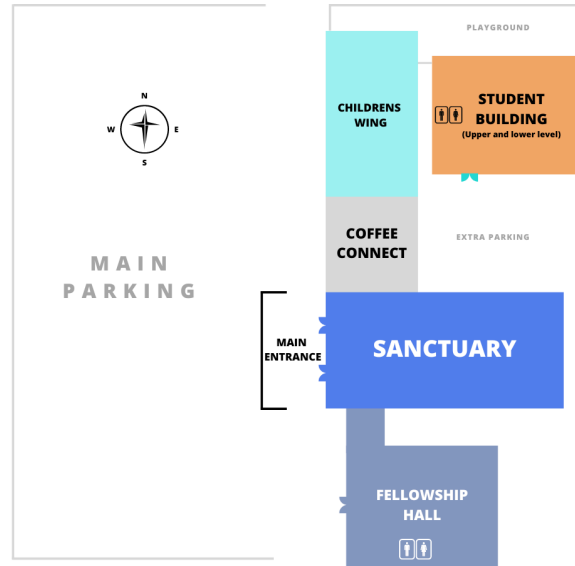 PLAYGROUND
N
W
E
S
CHILDRENS
WING
STUDENT
BUILDING
(Upper and lower level)
COFFEE
CONNECT
EXTRA PARKING
MAIN
PARKING
MAIN
ENTRANCE
SANCTUARY
FELLOWSHIP
HALL